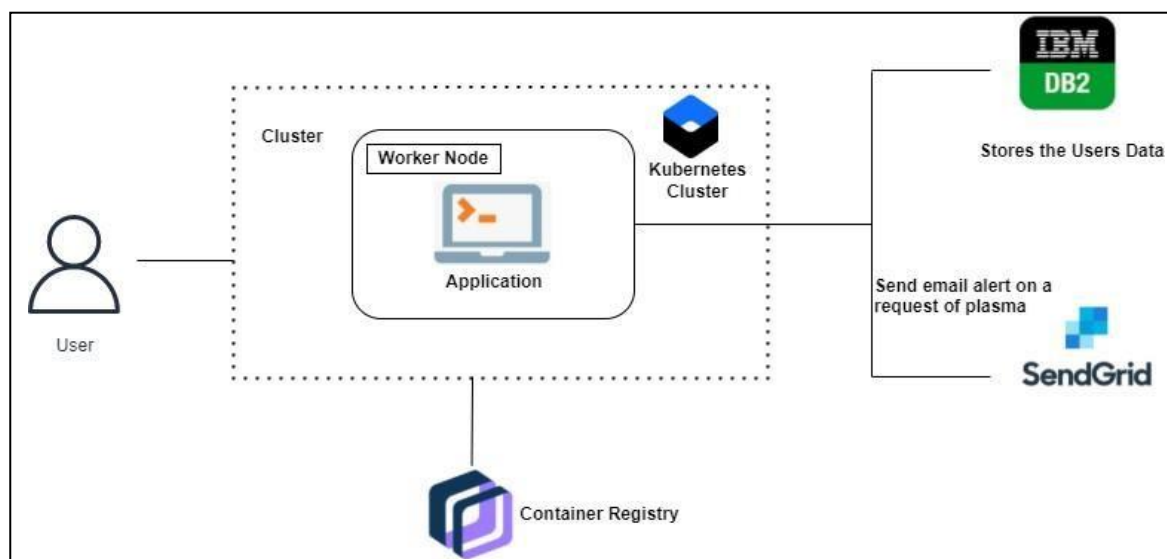 IBM
DB2
Stores the Users Data
Cluster
Worker Node
Kubernetes
Cluster
Application
Send email alert on a
request of plasma
SendGrid
User
Container Registry